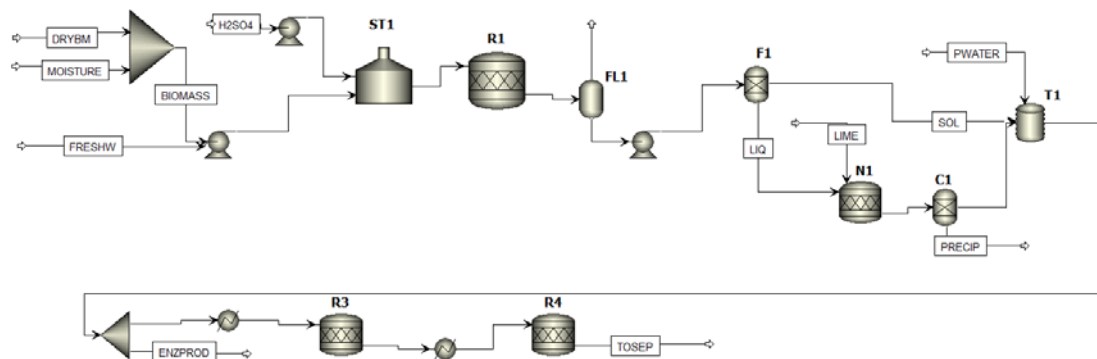 DRYBM
MOISTURE
BIOMASS
FRESHW
H2SO4
ST1
R1
FL1
F1
LIQ
LIME
N1
C1
PRECIP
SOL
PWATER
T1
ENZPROD
R3
R4
TOSEP